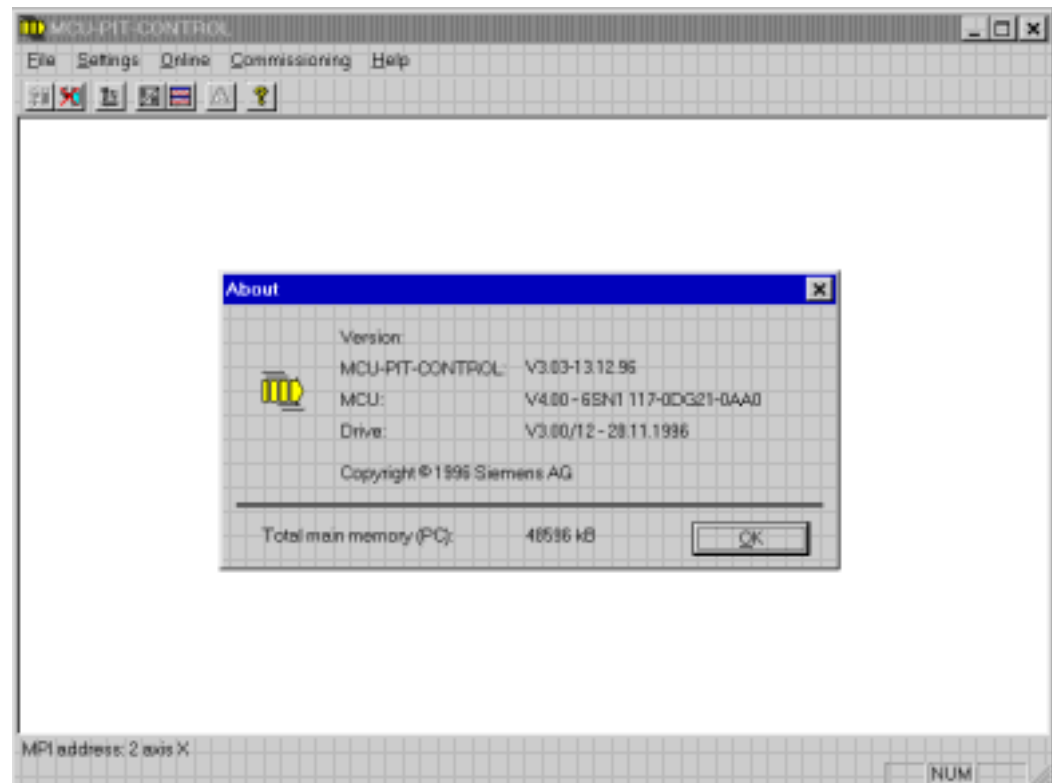 MCU-PIT-CONTROL
File Settings Online Commissioning Help
About
Version:
MCU-PIT-CONTROL: V3.03-13.12.96
MCU: V4.00 - 6SN1 117-0DG21-0AA0
Drive: V3.00/12 - 28.11.1996
Copyright © 1996 Siemens AG
Total main memory (PC): 48596 kB
OK
MPI address: 2 axis X
NUM